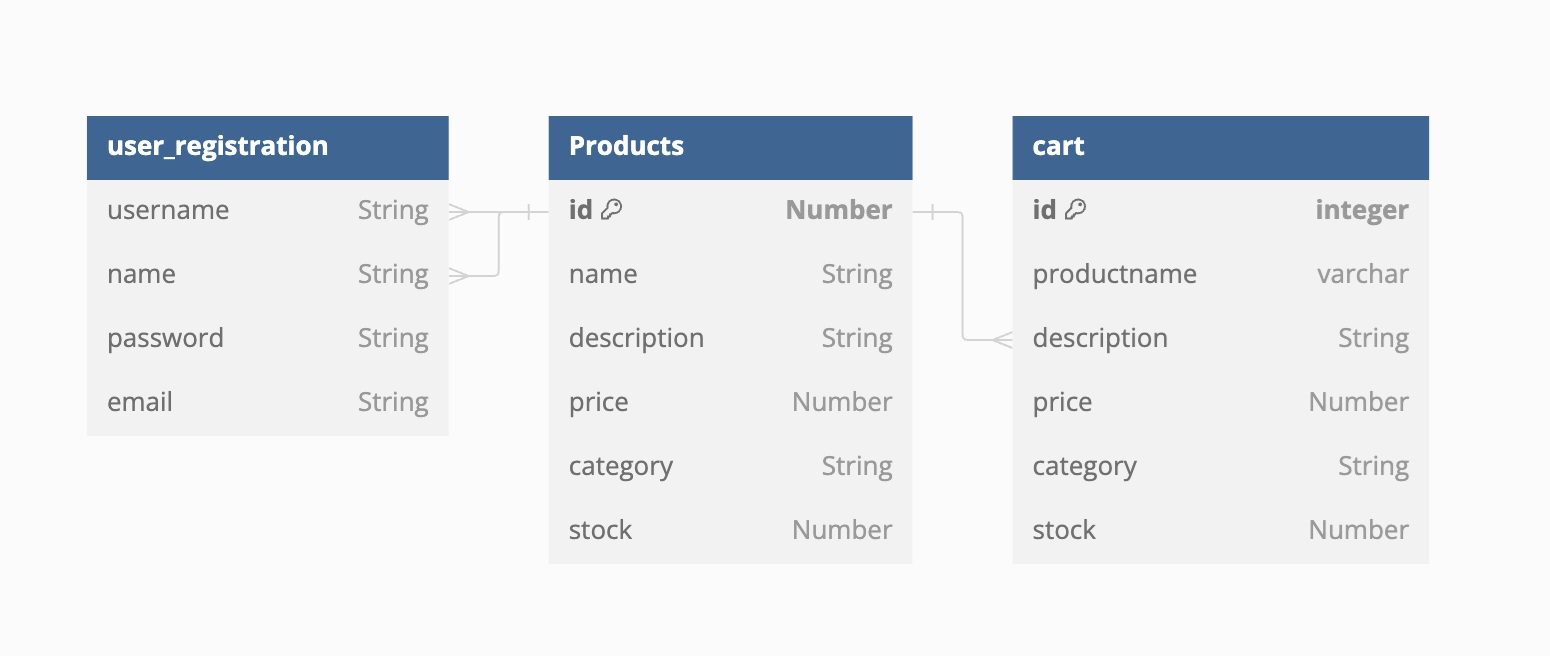 user_registration
username String
name String
password String
email String
Products
id Number
name String
description String
price Number
category String
stock Number
cart
id integer
productname varchar
description String
price Number
category String
stock Number